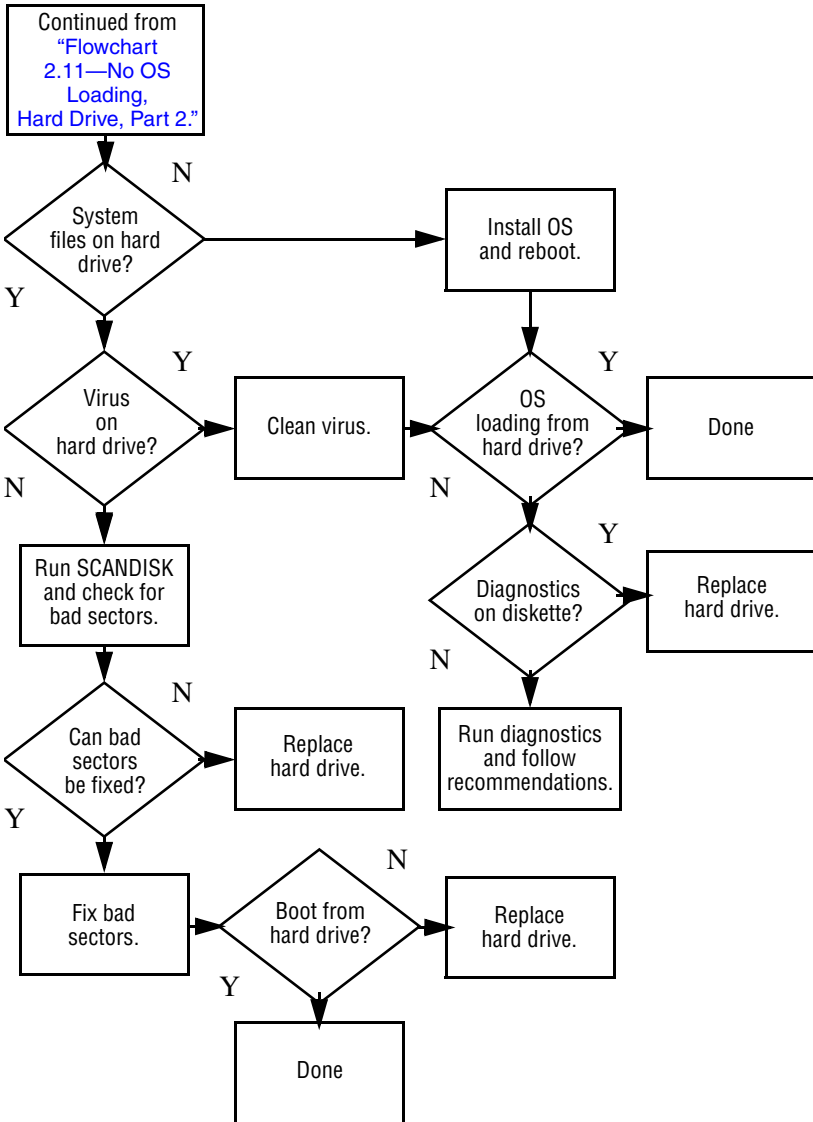 Continued from
“Flowchart
2.11—No OS
Loading,
Hard Drive, Part 2.”
N
System
files on hard
drive?
Install OS
and reboot.
Y
Y
Virus
on
hard drive?
Clean virus.
Y
OS
loading from
hard drive?
Done
N
N
Run SCANDISK
and check for
bad sectors.
Y
Diagnostics
on diskette?
Replace
hard drive.
N
N
Can bad
sectors
be fixed?
Replace
hard drive.
Run diagnostics
and follow
recommendations.
Y
N
Fix bad
sectors.
Boot from
hard drive?
Replace
hard drive.
Y
Done